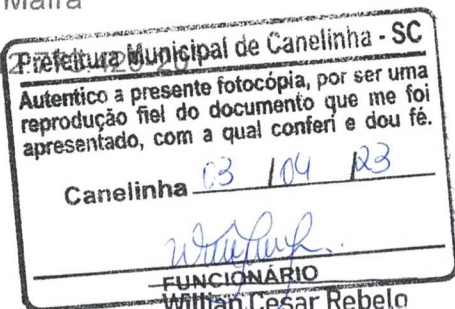 Maira
Prefeitura Municipal de Canelinha - SC
Autentico a presente fotocópia, por ser uma
reprodução fiel do documento que me foi
apresentado, com a qual conferi e dou fé.
Canelinha 03 / 04 / 23
FUNCIONÁRIO
Willian Cesar Rebelo